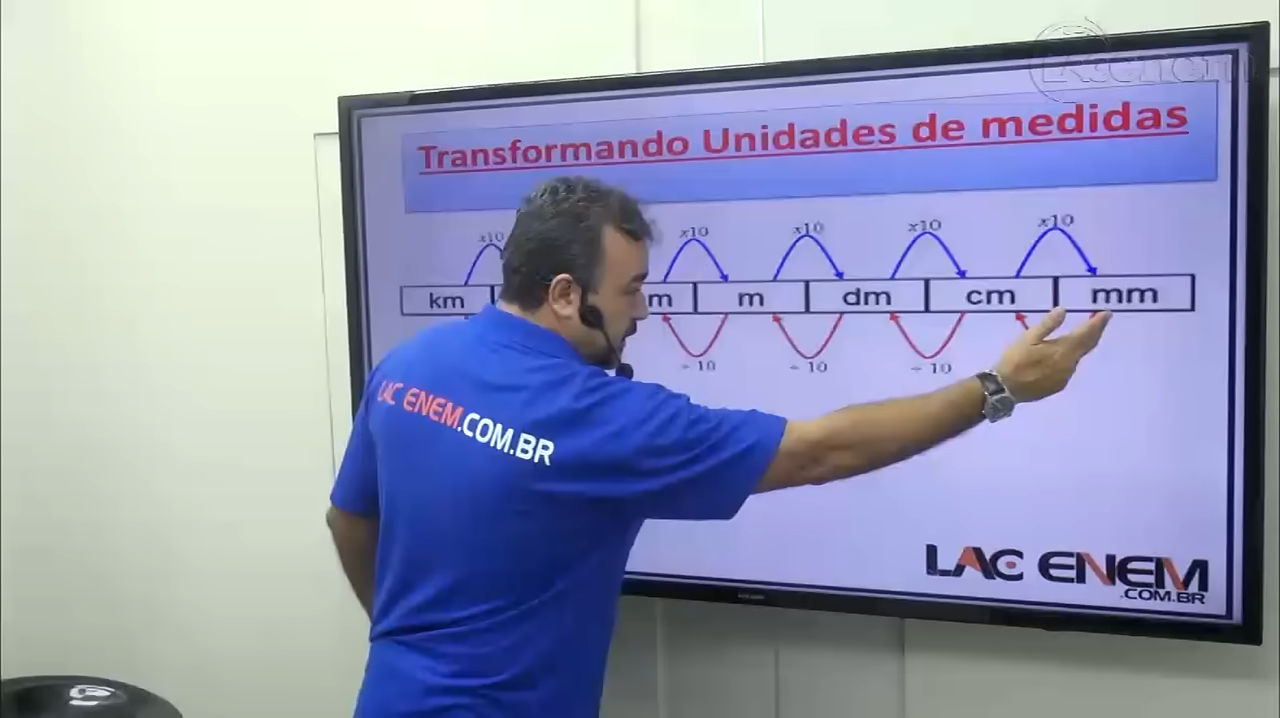 LacEnem
Transformando Unidades de medidas
x10 x10 x10 x10 x10
km m m dm cm mm
÷ 10 ÷ 10 ÷ 10
LAC ENEM.COM.BR
LAC ENEM
.COM.BR